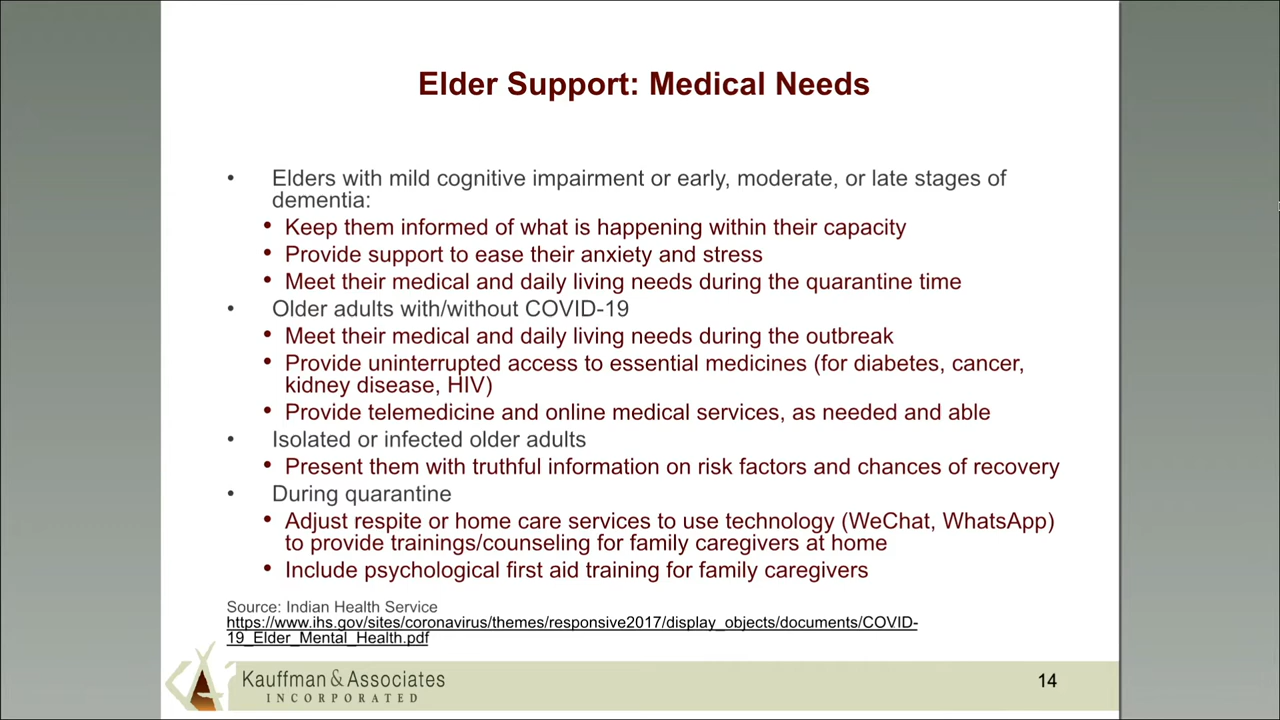 Elder Support: Medical Needs
• Elders with mild cognitive impairment or early, moderate, or late stages of
dementia:
• Keep them informed of what is happening within their capacity
• Provide support to ease their anxiety and stress
• Meet their medical and daily living needs during the quarantine time
• Older adults with/without COVID-19
• Meet their medical and daily living needs during the outbreak
• Provide uninterrupted access to essential medicines (for diabetes, cancer,
kidney disease, HIV)
• Provide telemedicine and online medical services, as needed and able
• Isolated or infected older adults
• Present them with truthful information on risk factors and chances of recovery
• During quarantine
• Adjust respite or home care services to use technology (WeChat, WhatsApp)
to provide trainings/counseling for family caregivers at home
• Include psychological first aid training for family caregivers
Source: Indian Health Service
https://www.ihs.gov/sites/coronavirus/themes/responsive2017/display_objects/documents/COVID-
19_Elder_Mental_Health.pdf
Kauffman & Associates
INCORPORATED
14